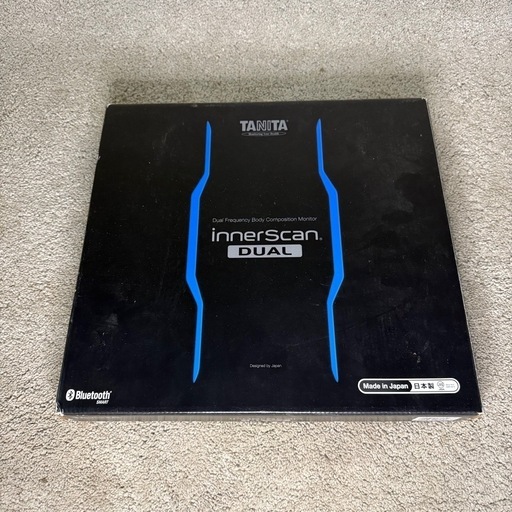 TANITA
Monitoring Your Health
Dual Frequency Body Composition Monitor
innerScan®
DUAL
Designed by Japan
Bluetooth®
SMART
Made in Japan 日本製